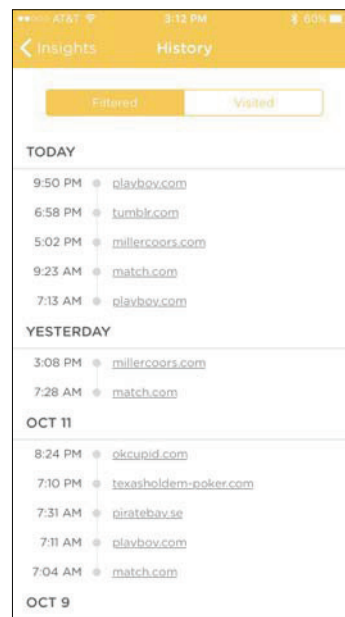 AT&T 3:12 PM 60%
Insights History
Filtered Visited
TODAY
9:50 PM playboy.com
6:58 PM tumblr.com
5:02 PM millercoors.com
9:23 AM match.com
7:13 AM playboy.com
YESTERDAY
3:08 PM millercoors.com
7:28 AM match.com
OCT 11
8:24 PM okcupid.com
7:10 PM texasholdem-poker.com
7:31 AM piratebay.se
7:11 AM playboy.com
7:04 AM match.com
OCT 9